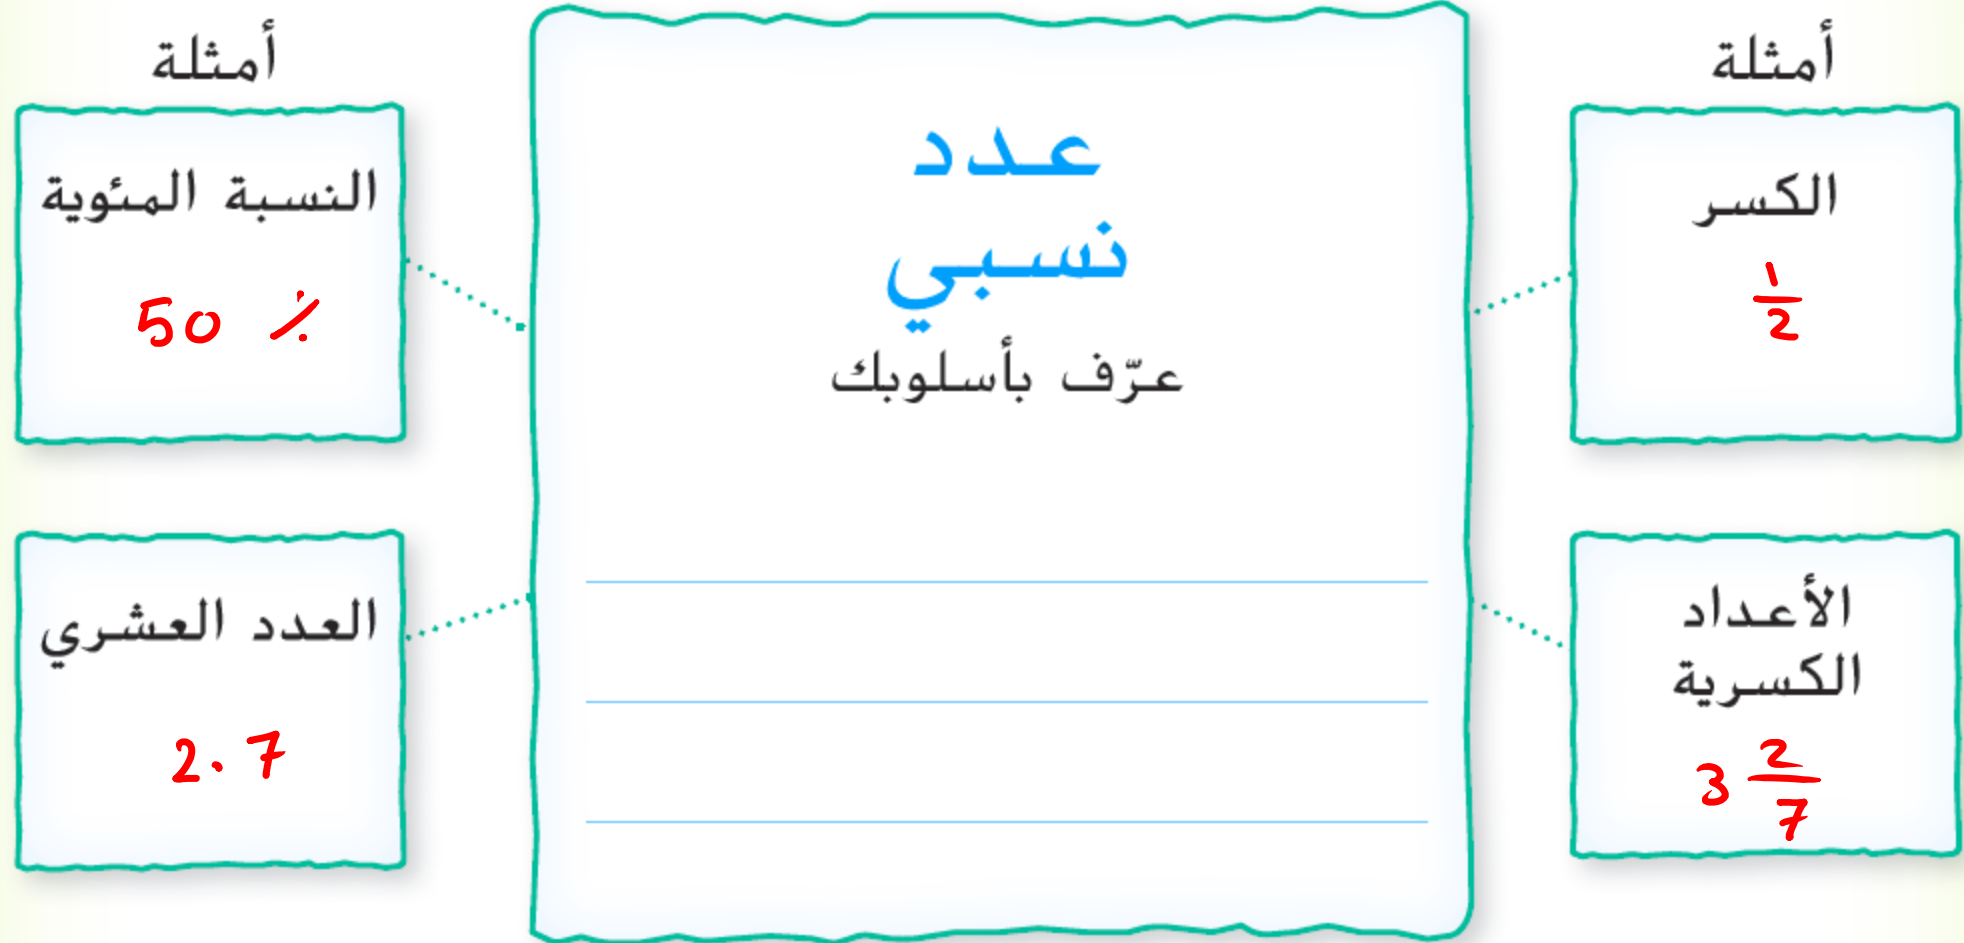 أمثلة
الكسر
1/2
الأعداد
الكسرية
3 2/7
عدد
نسبي
عرّف بأسلوبك
أمثلة
النسبة المئوية
50 %
العدد العشري
2.7